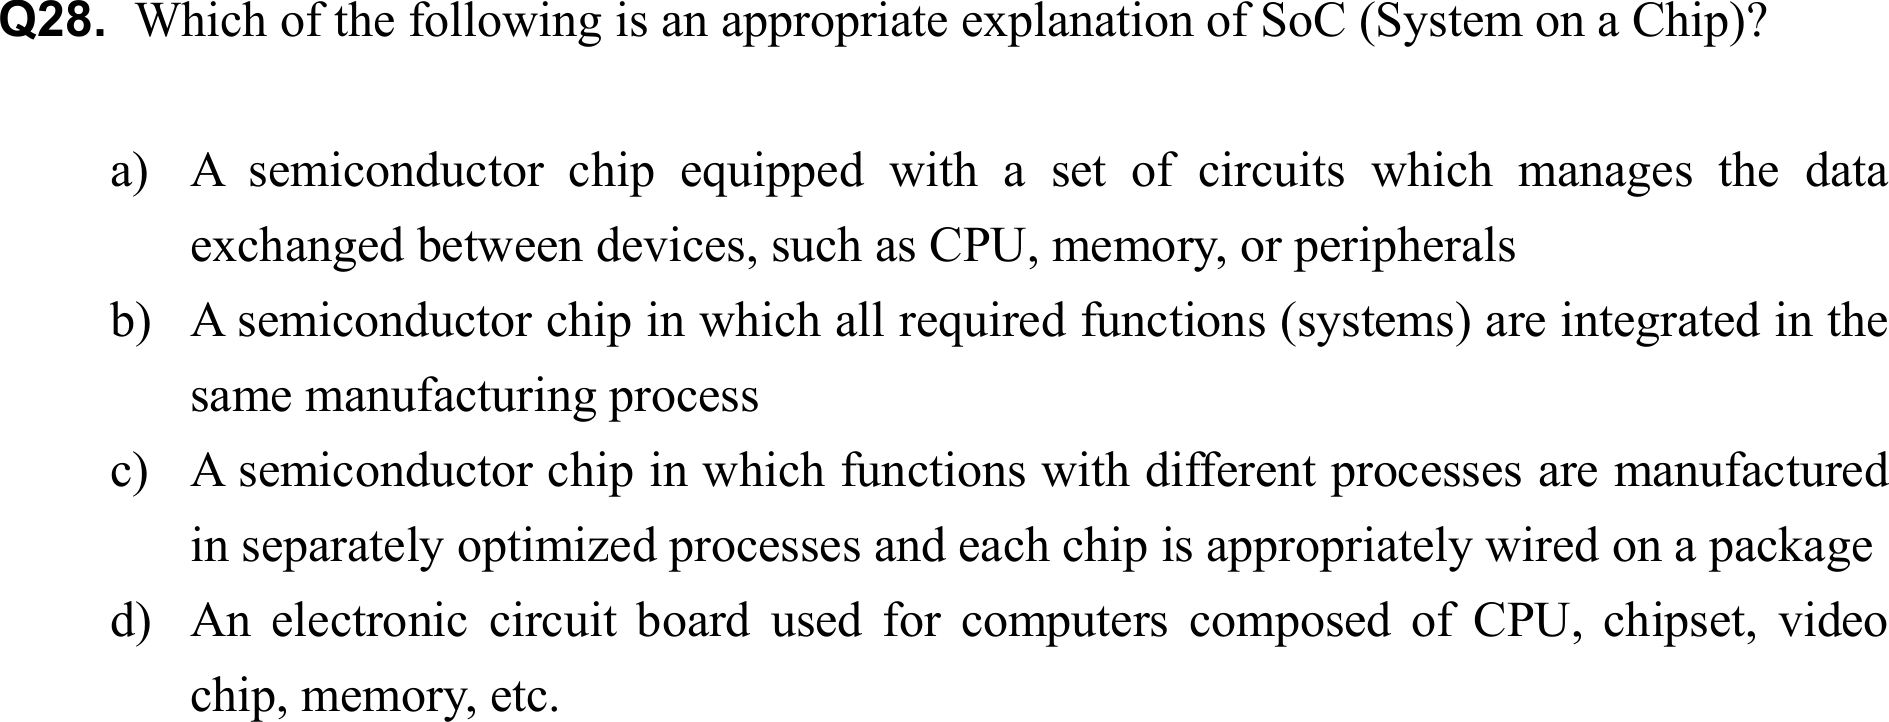 Q28. Which of the following is an appropriate explanation of SoC (System on a Chip)?
a) A semiconductor chip equipped with a set of circuits which manages the data
exchanged between devices, such as CPU, memory, or peripherals
b) A semiconductor chip in which all required functions (systems) are integrated in the
same manufacturing process
c) A semiconductor chip in which functions with different processes are manufactured
in separately optimized processes and each chip is appropriately wired on a package
d) An electronic circuit board used for computers composed of CPU, chipset, video
chip, memory, etc.